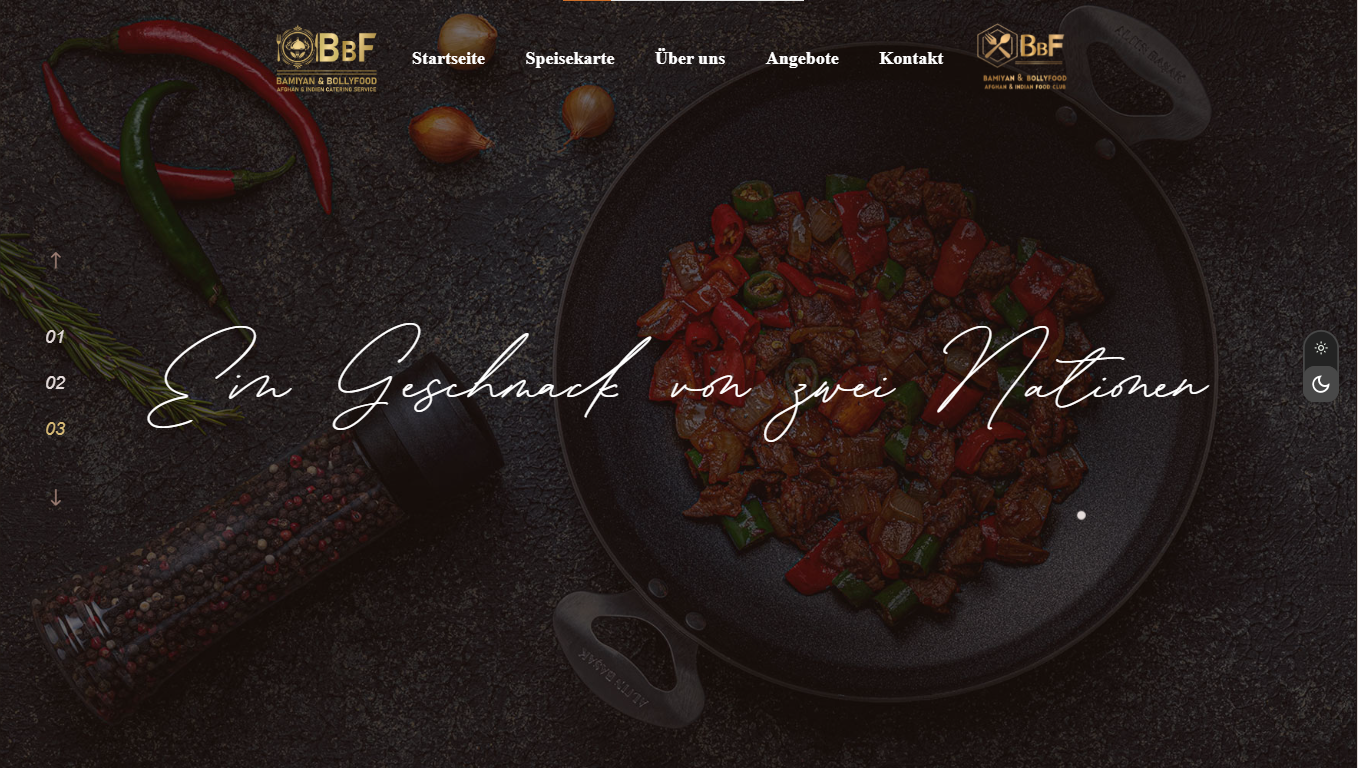 BBF
BAMIYAN & BOLLYFOOD
AFGHAN & INDIEN CATERING SERVICE
Startseite
Speisekarte
Über uns
Angebote
Kontakt
BBF
BAMIYAN & BOLLYFOOD
AFGHAN & INDIAN FOOD CLUB
01
Ein Geschmack von zwei Nationen
02
03